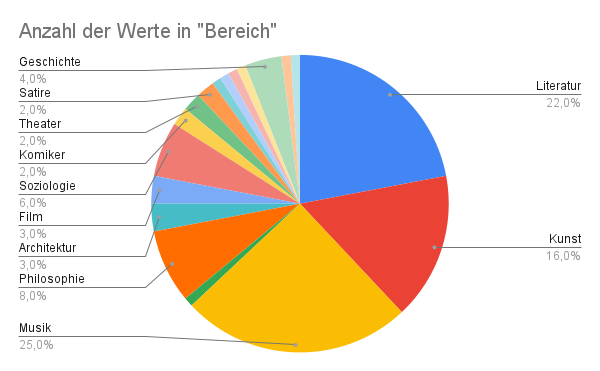 Anzahl der Werte in "Bereich"
Geschichte
4,0%
Satire
2,0%
Theater
2,0%
Komiker
2,0%
Soziologie
6,0%
Film
3,0%
Architektur
3,0%
Philosophie
8,0%
Musik
25,0%
Literatur
22,0%
Kunst
16,0%